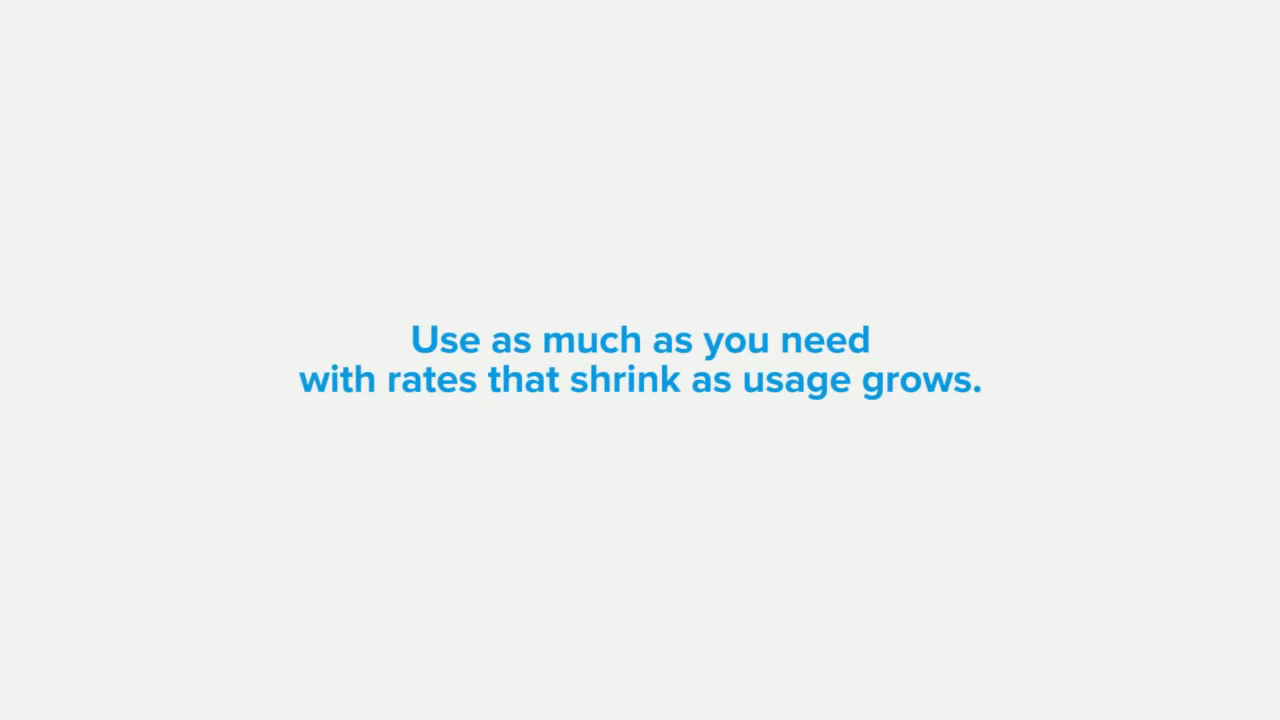 Use as much as you need
with rates that shrink as usage grows.